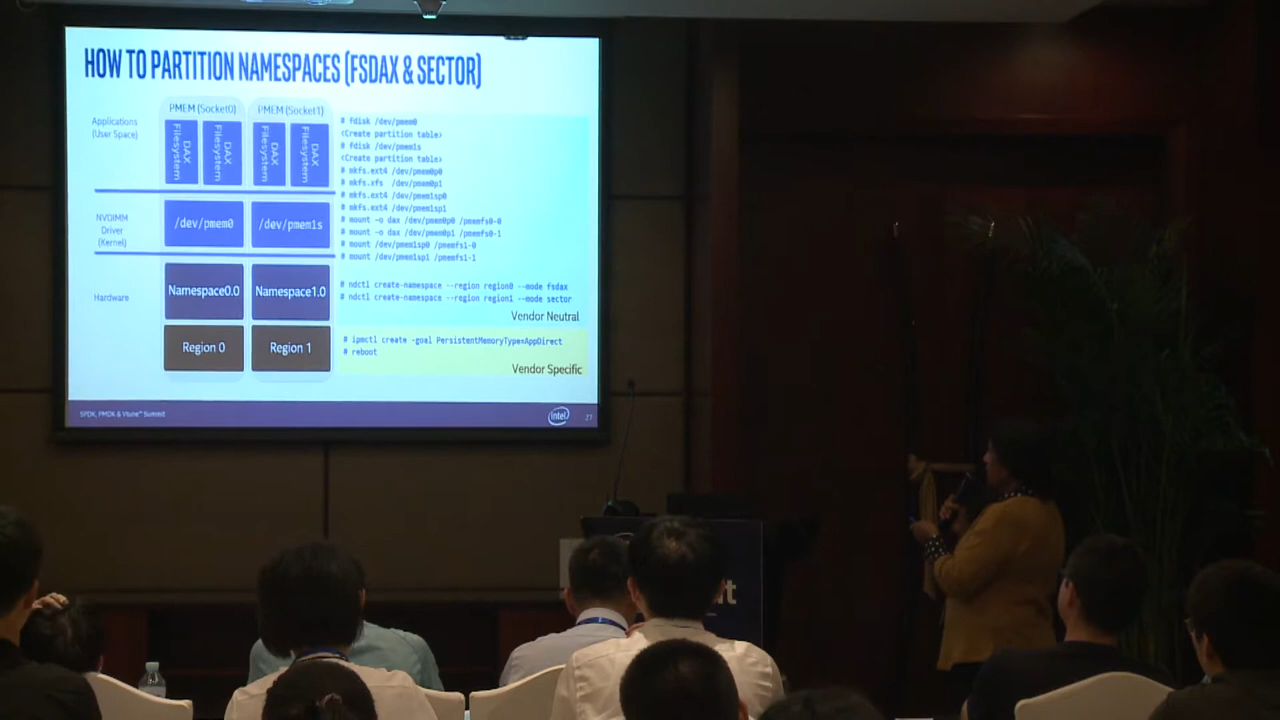 HOW TO PARTITION NAMESPACES (FSDAX & SECTOR)
PMEM (Socket0)
PMEM (Socket1)
Applications
(User Space)
DAX
Filesystem
DAX
Filesystem
DAX
Filesystem
DAX
Filesystem
NVDIMM
Driver
(Kernel)
/dev/pmem0
/dev/pmem1s
Hardware
Namespace0.0
Namespace1.0
Region 0
Region 1
# fdisk /dev/pmem0
<Create partition table>
# fdisk /dev/pmem1s
<Create partition table>
# mkfs.ext4 /dev/pmem0p0
# mkfs.xfs /dev/pmem0p1
# mkfs.ext4 /dev/pmem1sp0
# mkfs.ext4 /dev/pmem1sp1
# mount -o dax /dev/pmem0p0 /pmemfs0-0
# mount -o dax /dev/pmem0p1 /pmemfs0-1
# mount /dev/pmem1sp0 /pmemfs1-0
# mount /dev/pmem1sp1 /pmemfs1-1
# ndctl create-namespace --region region0 --mode fsdax
# ndctl create-namespace --region region1 --mode sector
Vendor Neutral
# ipmctl create -goal PersistentMemoryType=AppDirect
# reboot
Vendor Specific
SPDK, PMDK & Vtune™ Summit
intel
27